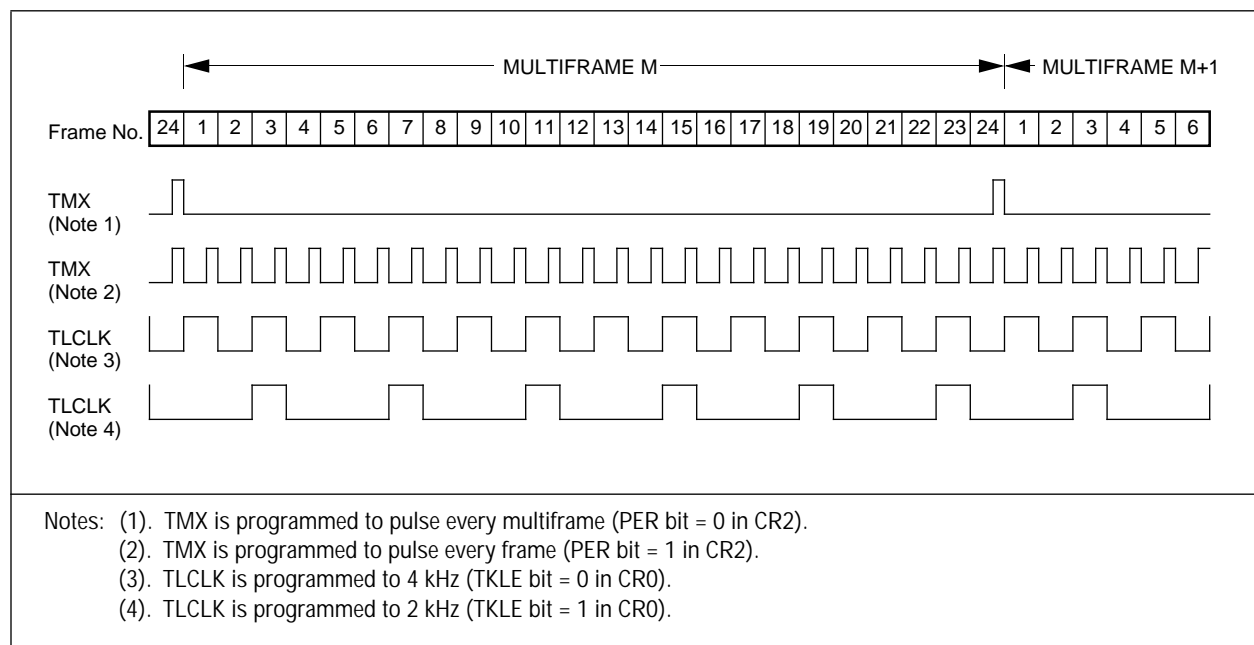 MULTIFRAME M MULTIFRAME M+1
Frame No. 24 1 2 3 4 5 6 7 8 9 10 11 12 13 14 15 16 17 18 19 20 21 22 23 24 1 2 3 4 5 6
TMX
(Note 1)
TMX
(Note 2)
TLCLK
(Note 3)
TLCLK
(Note 4)
Notes: (1). TMX is programmed to pulse every multiframe (PER bit = 0 in CR2).
(2). TMX is programmed to pulse every frame (PER bit = 1 in CR2).
(3). TLCLK is programmed to 4 kHz (TKLE bit = 0 in CR0).
(4). TLCLK is programmed to 2 kHz (TKLE bit = 1 in CR0).